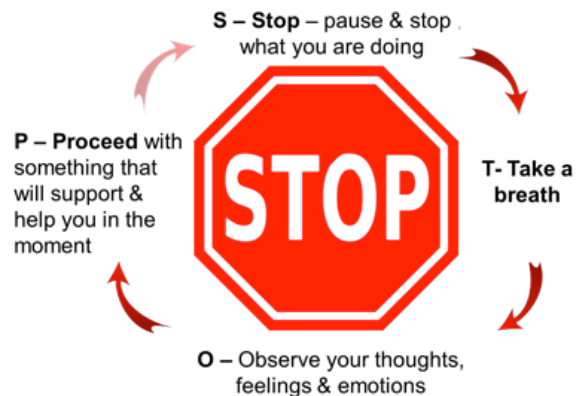 S – Stop – pause & stop
what you are doing
T- Take a
breath
O – Observe your thoughts,
feelings & emotions
P – Proceed with
something that
will support &
help you in the
moment
STOP